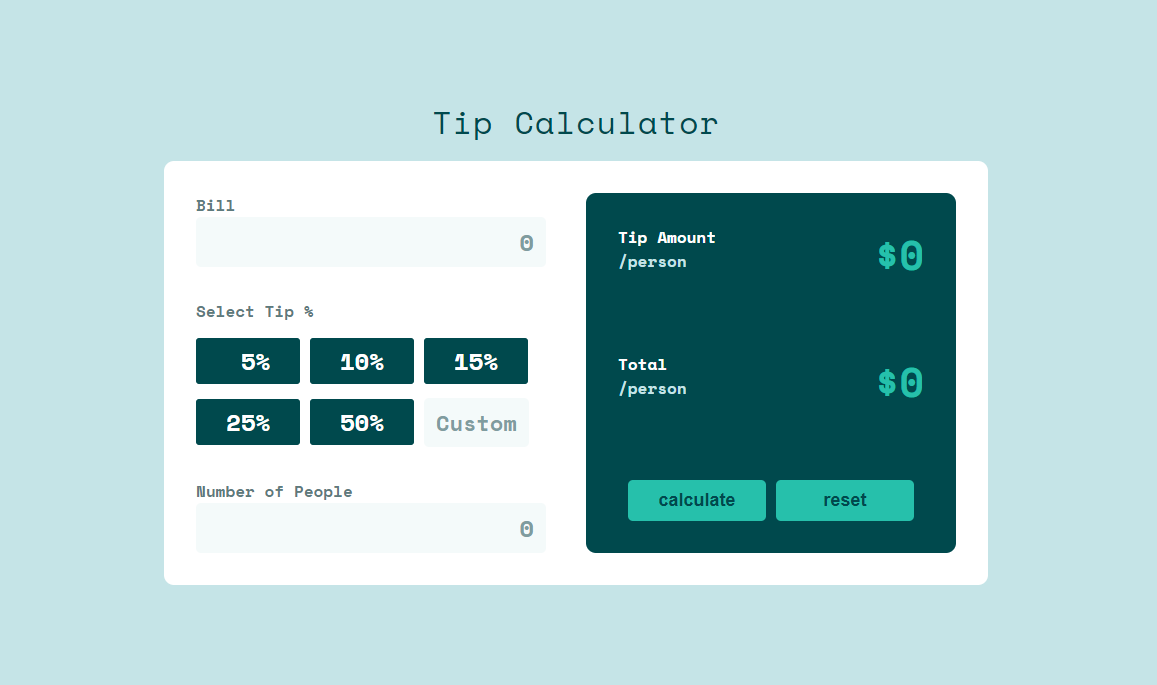 Tip Calculator
Bill
0
Select Tip %
5% 10% 15%
25% 50% Custom
Number of People
0
Tip Amount
/person
$0
Total
/person
$0
calculate reset